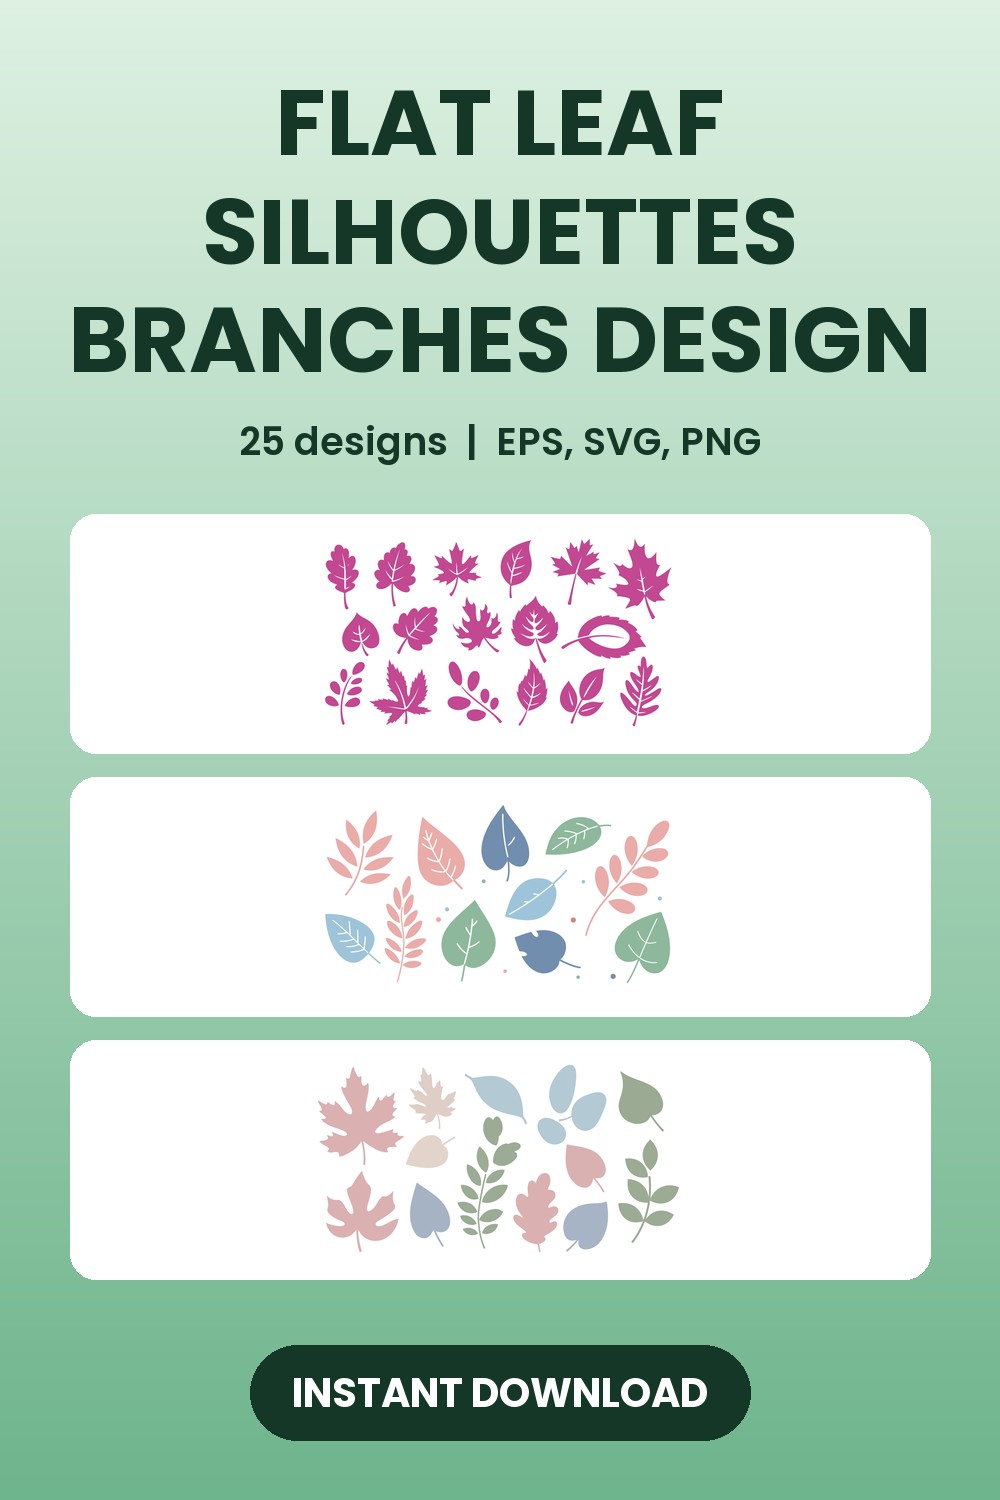 FLAT LEAF
SILHOUETTES
BRANCHES DESIGN
25 designs | EPS, SVG, PNG
INSTANT DOWNLOAD